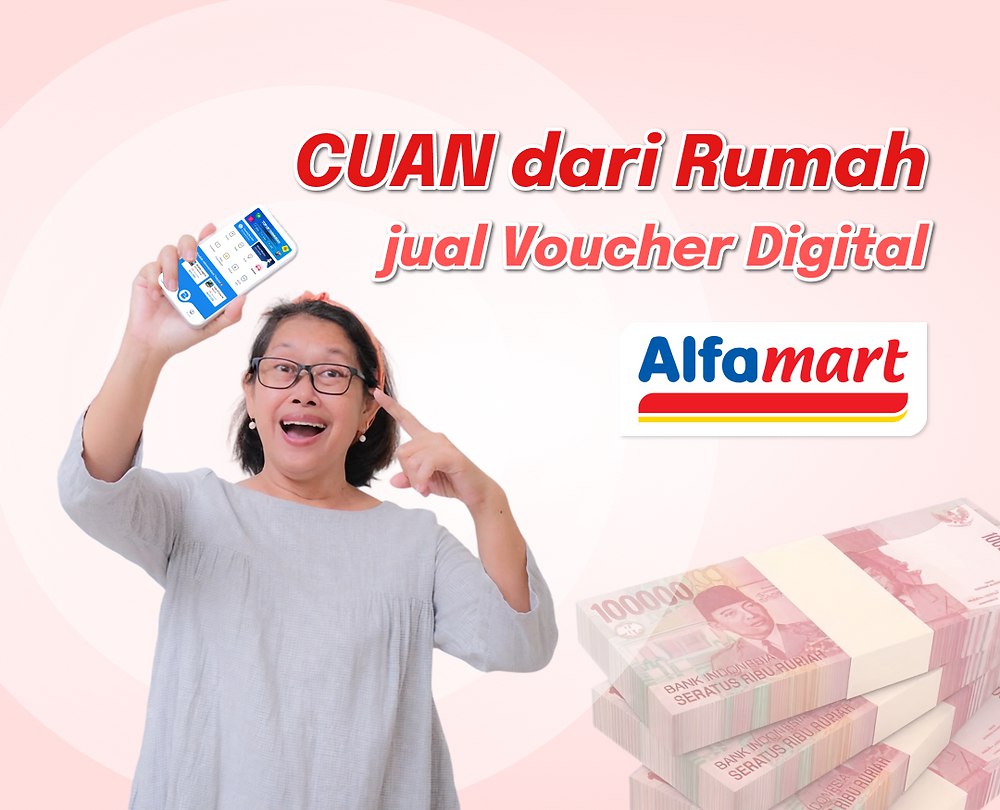 CUAN dari Rumah
jual Voucher Digital
Alfamart
100000
BANK INDONESIA
SERATUS RIBU RUPIAH
BANK INDONESIA
SERATUS RIBU RUPIAH